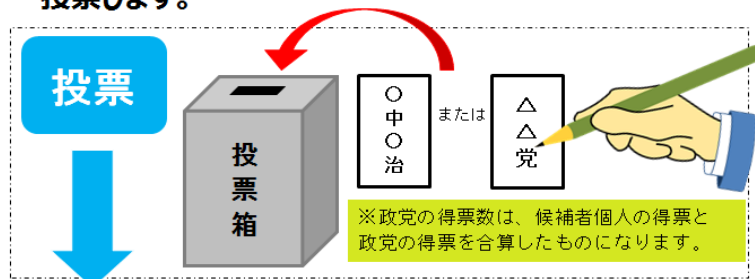 投票します。
投票
投票箱
〇中〇治
または
△△党
※政党の得票数は、候補者個人の得票と
政党の得票を合算したものになります。